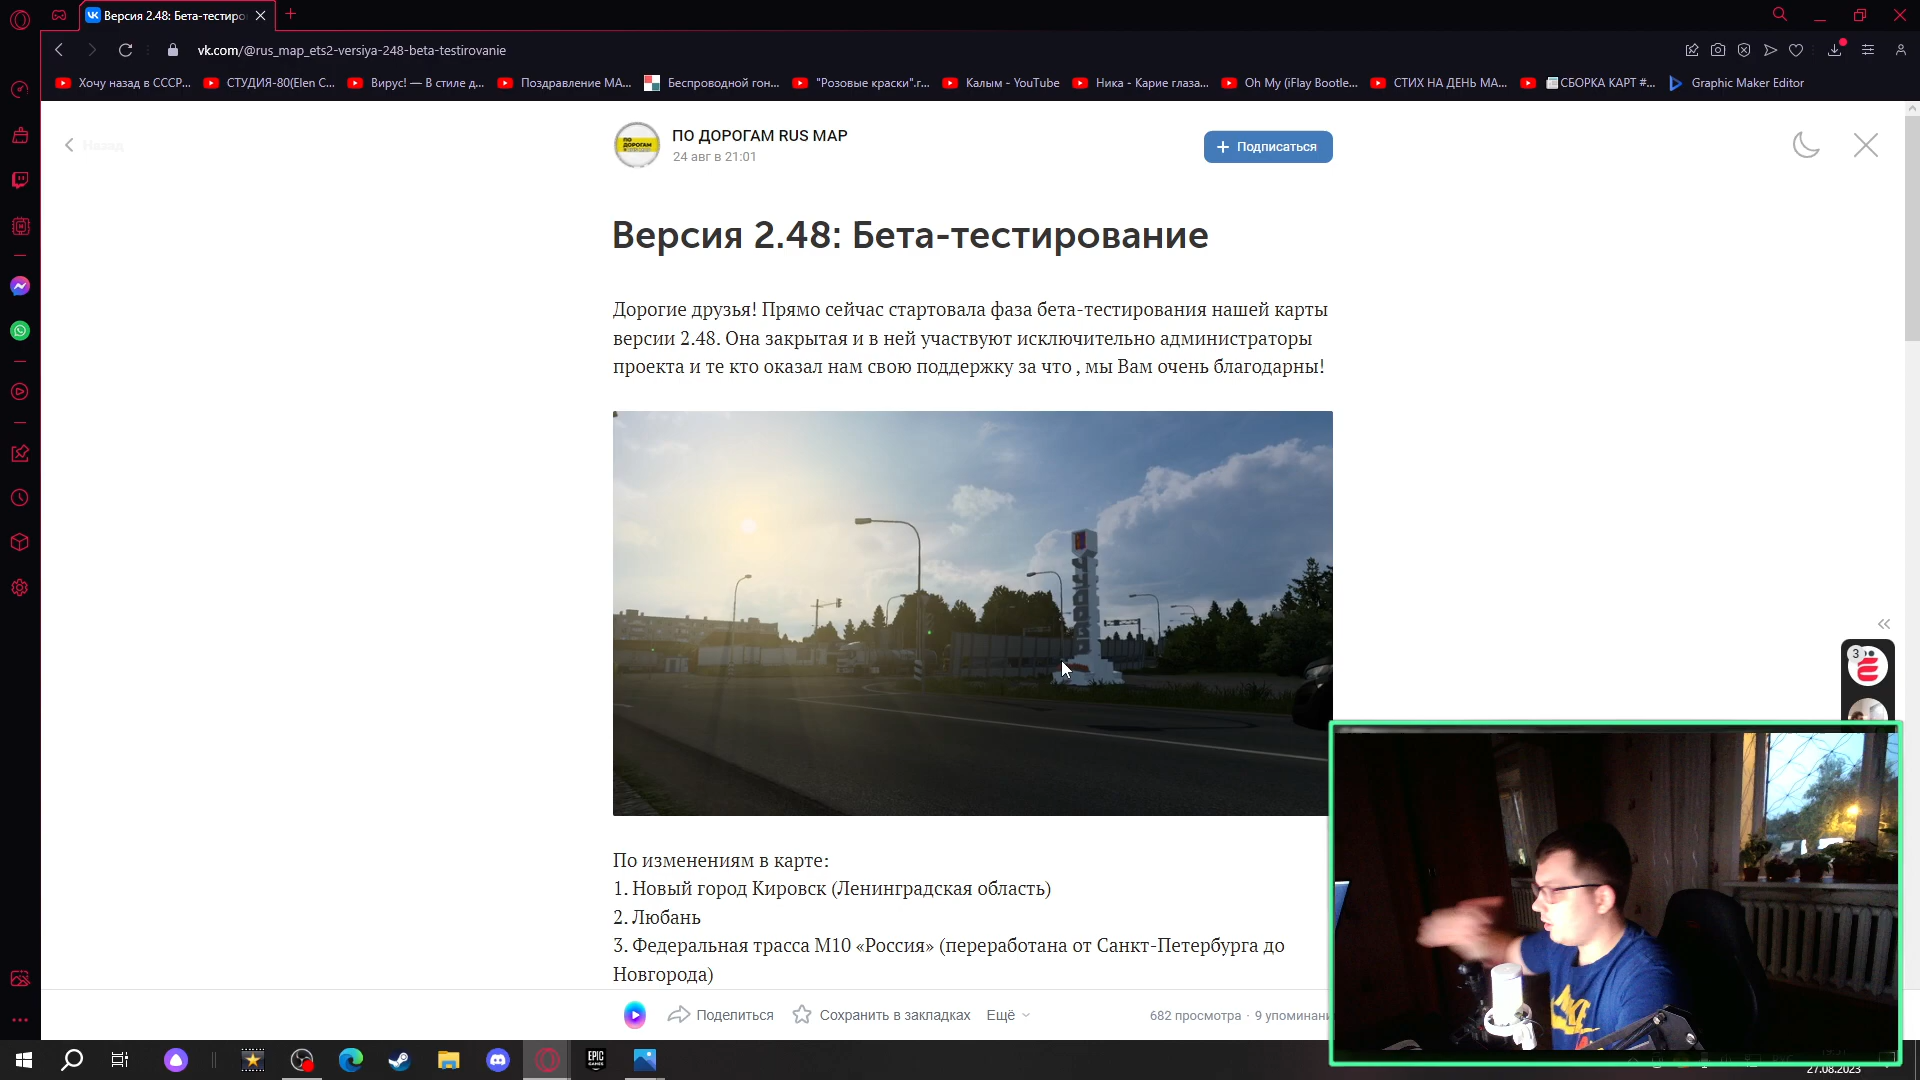 Версия 2.48: Бета-тестиро
vk.com/@rus_map_ets2-versiya-248-beta-testirovanie
Хочу назад в СССР...
СТУДИЯ-80(Elen C...
Вирус! — В стиле д...
Поздравление МА...
Беспроводной гон...
"Розовые краски".г...
Калым - YouTube
Ника - Карие глаза...
Oh My (iFlay Bootle...
СТИХ НА ДЕНЬ МА...
СБОРКА КАРТ #...
Graphic Maker Editor
Назад
ПО ДОРОГАМ RUS MAP
24 авг в 21:01
Подписаться
Версия 2.48: Бета-тестирование
Дорогие друзья! Прямо сейчас стартовала фаза бета-тестирования нашей карты
версии 2.48. Она закрытая и в ней участвуют исключительно администраторы
проекта и те кто оказал нам свою поддержку за что , мы Вам очень благодарны!
3
По изменениям в карте:
1. Новый город Кировск (Ленинградская область)
2. Любань
3. Федеральная трасса М10 «Россия» (переработана от Санкт-Петербурга до
Новгорода)
Поделиться
Сохранить в закладках
Ещё
682 просмотра · 9 упоминани
EPIC
GAMES
27.08.2023